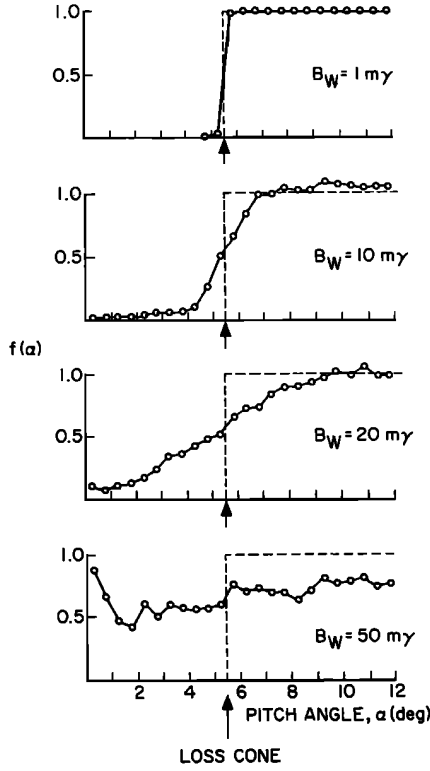 1.0
0.5
B_W = 1 mγ
1.0
0.5
B_W = 10 mγ
f(α)
1.0
0.5
B_W = 20 mγ
1.0
0.5
B_W = 50 mγ
2 4 6 8 10 12
PITCH ANGLE, α (deg)
LOSS CONE